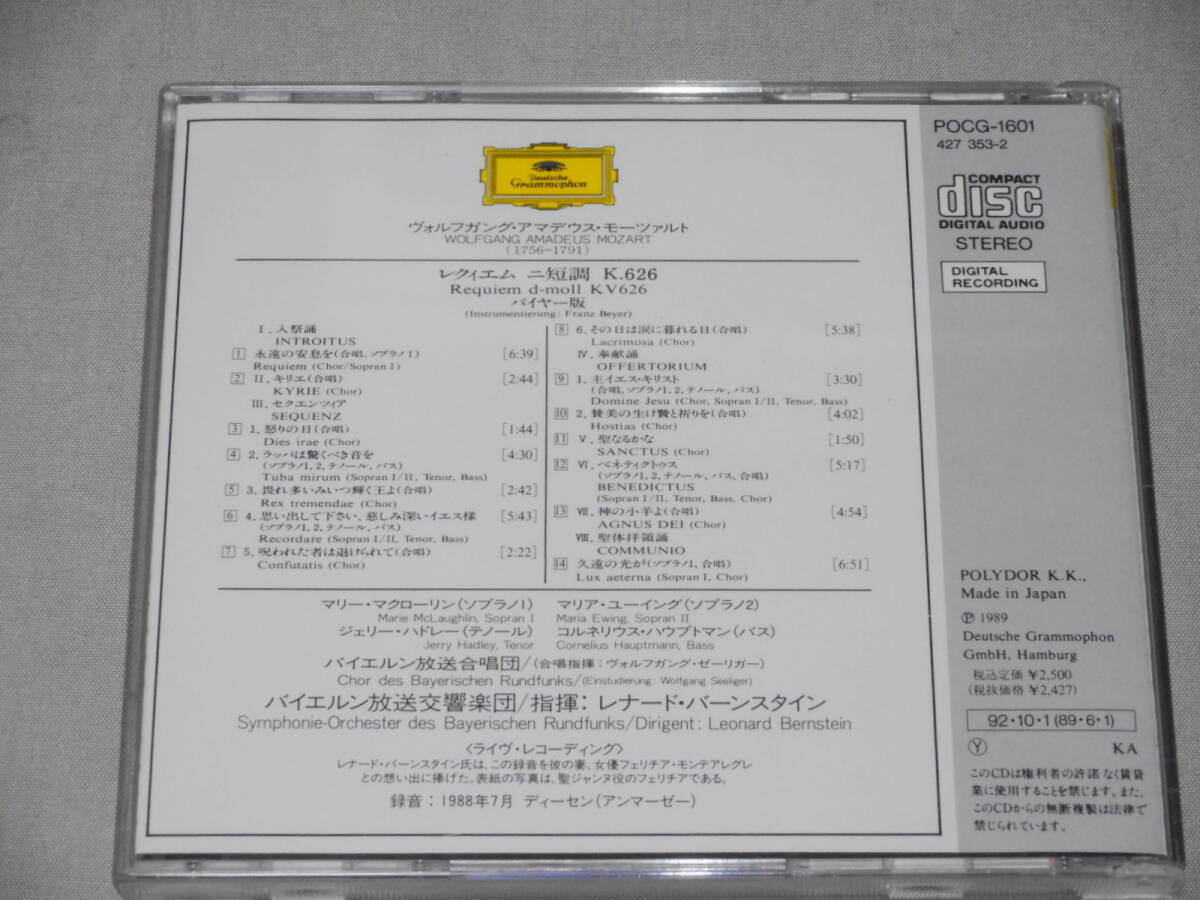 Deutsche
Grammophon
ヴォルフガング・アマデウス・モーツァルト
WOLFGANG AMADEUS MOZART
(1756–1791)
レクィエム ニ短調 K.626
Requiem d-moll KV626
バイヤー版
(Instrumentierung: Franz Beyer)
I. 入祭誦
INTROITUS
1 永遠の安息を(合唱, ソプラノ I) [6:39]
Requiem (Chor/Sopran I)
2 II. キリエ(合唱) [2:44]
KYRIE (Chor)
III. セクエンツィア
SEQUENZ
3 1. 怒りの日(合唱) [1:44]
Dies irae (Chor)
4 2. ラッパは驚くべき音を [4:30]
(ソプラノ1, 2, テノール, バス)
Tuba mirum (Sopran I/II, Tenor, Bass)
5 3. 畏れ多いみいつ輝く王よ(合唱) [2:42]
Rex tremendae (Chor)
6 4. 思い出して下さい、慈しみ深いイエス様 [5:43]
(ソプラノ1, 2, テノール, バス)
Recordare (Sopran I/II, Tenor, Bass)
7 5. 呪われた者は退けられて(合唱) [2:22]
Confutatis (Chor)
8 6. その日は涙に暮れる日(合唱) [5:38]
Lacrimosa (Chor)
IV. 奉献誦
OFFERTORIUM
9 1. 主イエス・キリスト [3:30]
(合唱, ソプラノ1, 2, テノール, バス)
Domine Jesu (Chor, Sopran I/II, Tenor, Bass)
10 2. 賛美の生け贄と祈りを(合唱) [4:02]
Hostias (Chor)
11 V. 聖なるかな [1:50]
SANCTUS (Chor)
12 VI. ベネディクトゥス [5:17]
(ソプラノ1, 2, テノール, バス, 合唱)
BENEDICTUS
(Sopran I/II, Tenor, Bass, Chor)
13 VII. 神の小羊よ(合唱) [4:54]
AGNUS DEI (Chor)
VIII. 聖体拝領誦
COMMUNIO
14 久遠の光が(ソプラノ1, 合唱) [6:51]
Lux aeterna (Sopran I, Chor)
マリー・マクローリン(ソプラノ1) マリア・ユーイング(ソプラノ2)
Marie McLaughlin, Sopran I Maria Ewing, Sopran II
ジェリー・ハドレー(テノール) コルネリウス・ハウプトマン(バス)
Jerry Hadley, Tenor Cornelius Hauptmann, Bass
バイエルン放送合唱団/(合唱指揮:ヴォルフガング・ゼーリガー)
Chor des Bayerischen Rundfunks/(Einstudierung: Wolfgang Seeliger)
バイエルン放送交響楽団/指揮:レナード・バーンスタイン
Symphonie-Orchester des Bayerischen Rundfunks/Dirigent: Leonard Bernstein
〈ライヴ・レコーディング〉
レナード・バーンスタイン氏は、この録音を彼の妻、女優フェリチア・モンテアレグレ
との想い出に捧げた。表紙の写真は、聖ジャンヌ役のフェリチアである。
録音:1988年7月 ディーセン(アンマーゼー)
POCG-1601
427 353-2
COMPACT
disc
DIGITAL AUDIO
STEREO
DIGITAL
RECORDING
POLYDOR K.K.,
Made in Japan
Ⓟ 1989
Deutsche Grammophon
GmbH, Hamburg
税込定価 ¥2,500
(税抜価格 ¥2,427)
92・10・1(89・6・1)
Ⓨ KA
このCDは権利者の許諾なく賃貸
業に使用することを禁じます。また、
このCDからの無断複製は法律で
禁じられています。